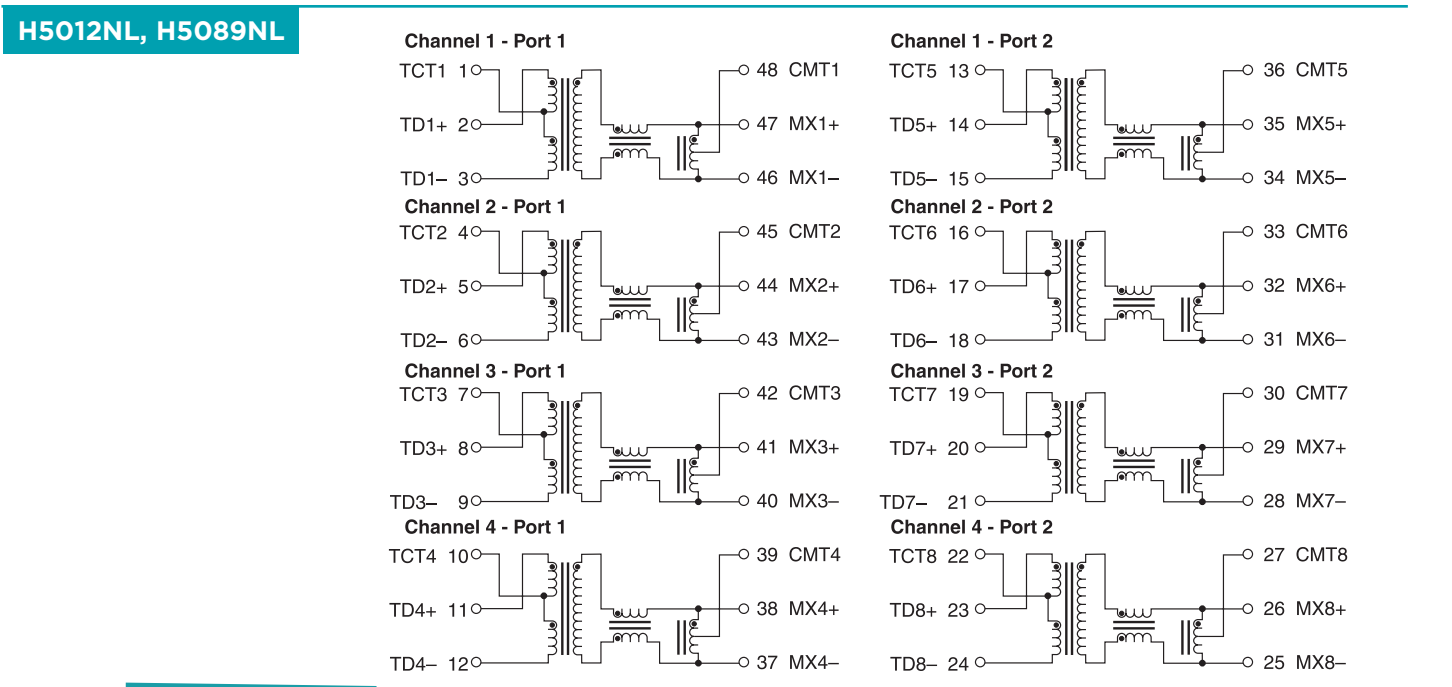 H5012NL, H5089NL
Channel 1 - Port 1
TCT1 1 48 CMT1
TD1+ 2 47 MX1+
TD1– 3 46 MX1–
Channel 2 - Port 1
TCT2 4 45 CMT2
TD2+ 5 44 MX2+
TD2– 6 43 MX2–
Channel 3 - Port 1
TCT3 7 42 CMT3
TD3+ 8 41 MX3+
TD3– 9 40 MX3–
Channel 4 - Port 1
TCT4 10 39 CMT4
TD4+ 11 38 MX4+
TD4– 12 37 MX4–
Channel 1 - Port 2
TCT5 13 36 CMT5
TD5+ 14 35 MX5+
TD5– 15 34 MX5–
Channel 2 - Port 2
TCT6 16 33 CMT6
TD6+ 17 32 MX6+
TD6– 18 31 MX6–
Channel 3 - Port 2
TCT7 19 30 CMT7
TD7+ 20 29 MX7+
TD7– 21 28 MX7–
Channel 4 - Port 2
TCT8 22 27 CMT8
TD8+ 23 26 MX8+
TD8– 24 25 MX8–